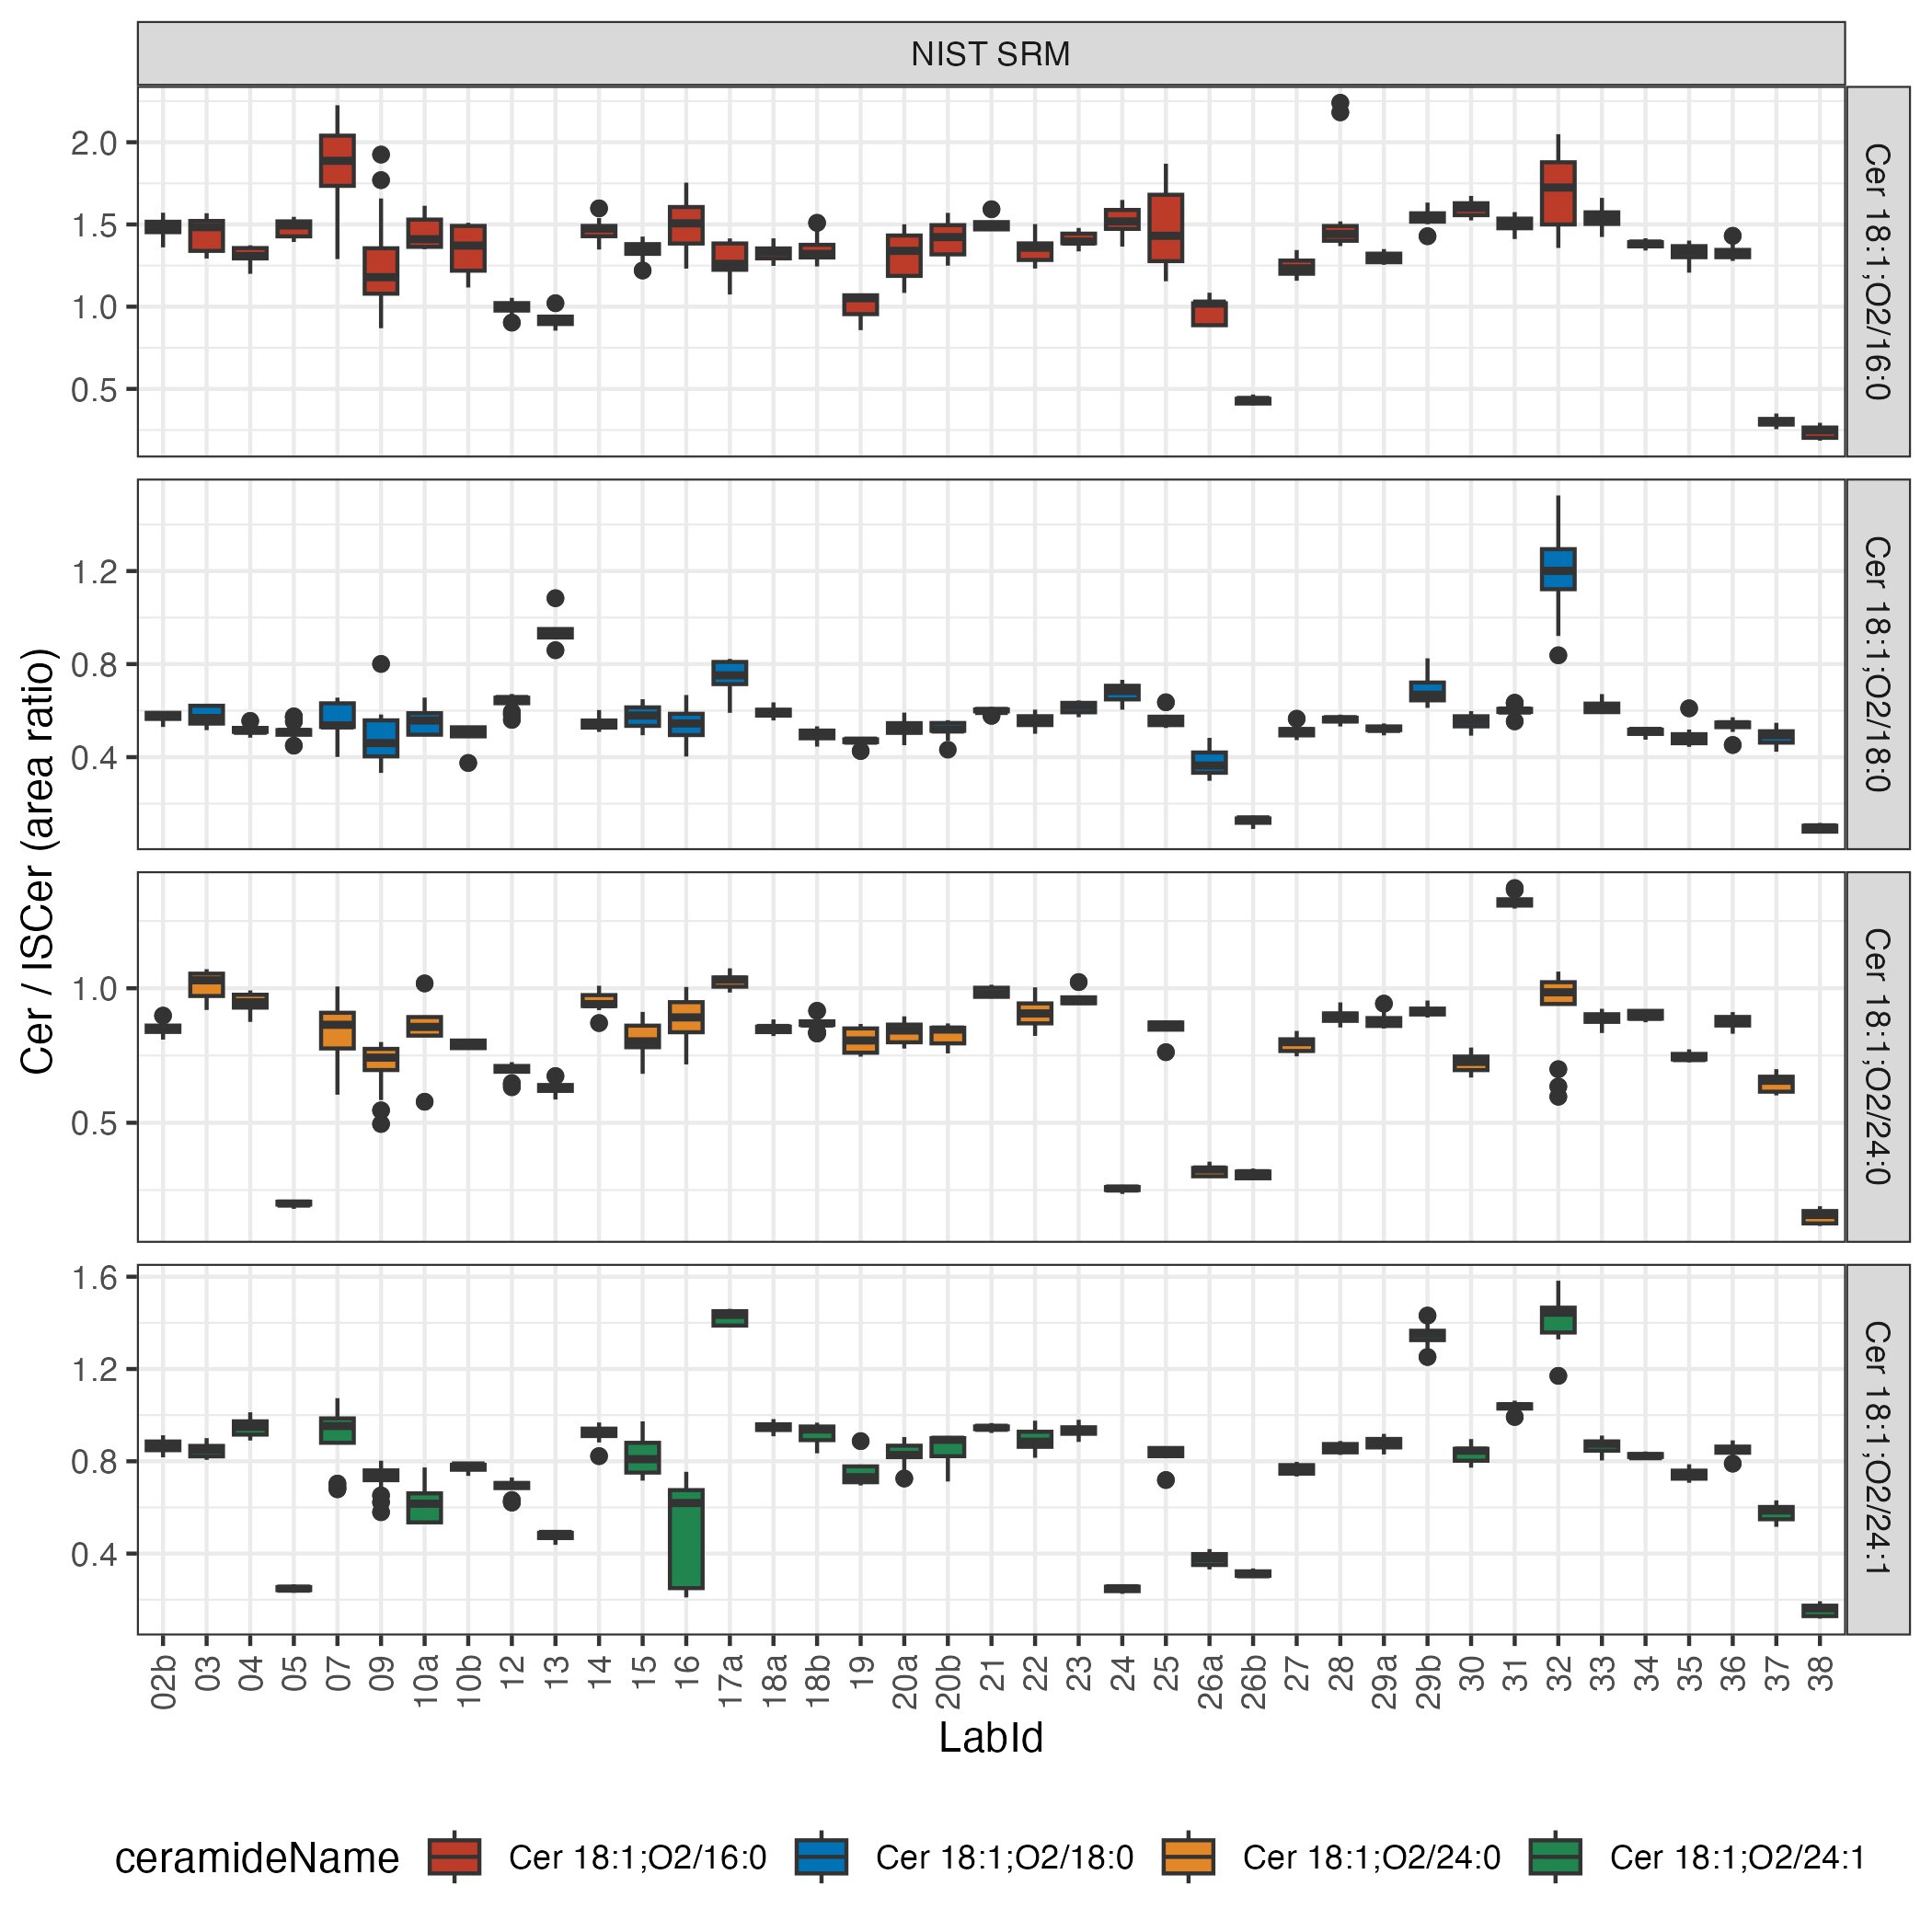 NIST SRM
Cer / ISCer (area ratio)
2.0
1.5
1.0
0.5
Cer 18:1;O2/16:0
1.2
0.8
0.4
Cer 18:1;O2/18:0
1.0
0.5
Cer 18:1;O2/24:0
1.6
1.2
0.8
0.4
Cer 18:1;O2/24:1
02b 03 04 05 07 09 10a 10b 12 13 14 15 16 17a 18a 18b 19 20a 20b 21 22 23 24 25 26a 26b 27 28 29a 29b 30 31 32 33 34 35 36 37 38
LabId
ceramideName Cer 18:1;O2/16:0 Cer 18:1;O2/18:0 Cer 18:1;O2/24:0 Cer 18:1;O2/24:1